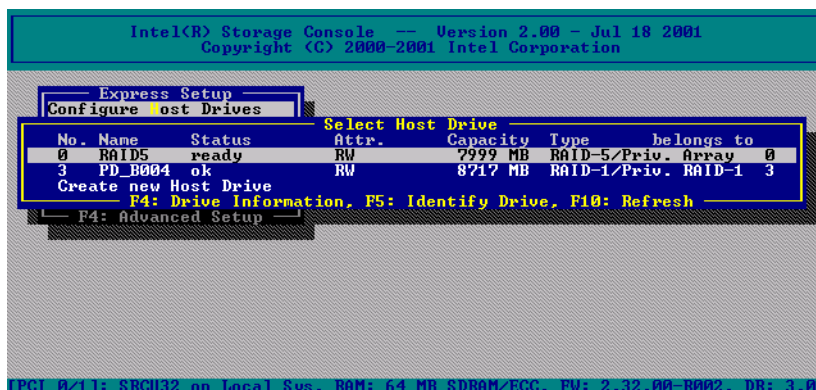 Intel(R) Storage Console -- Version 2.00 - Jul 18 2001
Copyright (C) 2000-2001 Intel Corporation
Express Setup
Configure Host Drives
Select Host Drive
No. Name Status Attr. Capacity Type belongs to
0 RAID5 ready RW 7999 MB RAID-5/Priv. Array 0
3 PD_B004 ok RW 8717 MB RAID-1/Priv. RAID-1 3
Create new Host Drive
F4: Drive Information, F5: Identify Drive, F10: Refresh
F4: Advanced Setup
[PCI 0/1]: SRCU32 on Local Sys. RAM: 64 MB SDRAM/ECC. FW: 2.32.00-R002. DR: 3.0